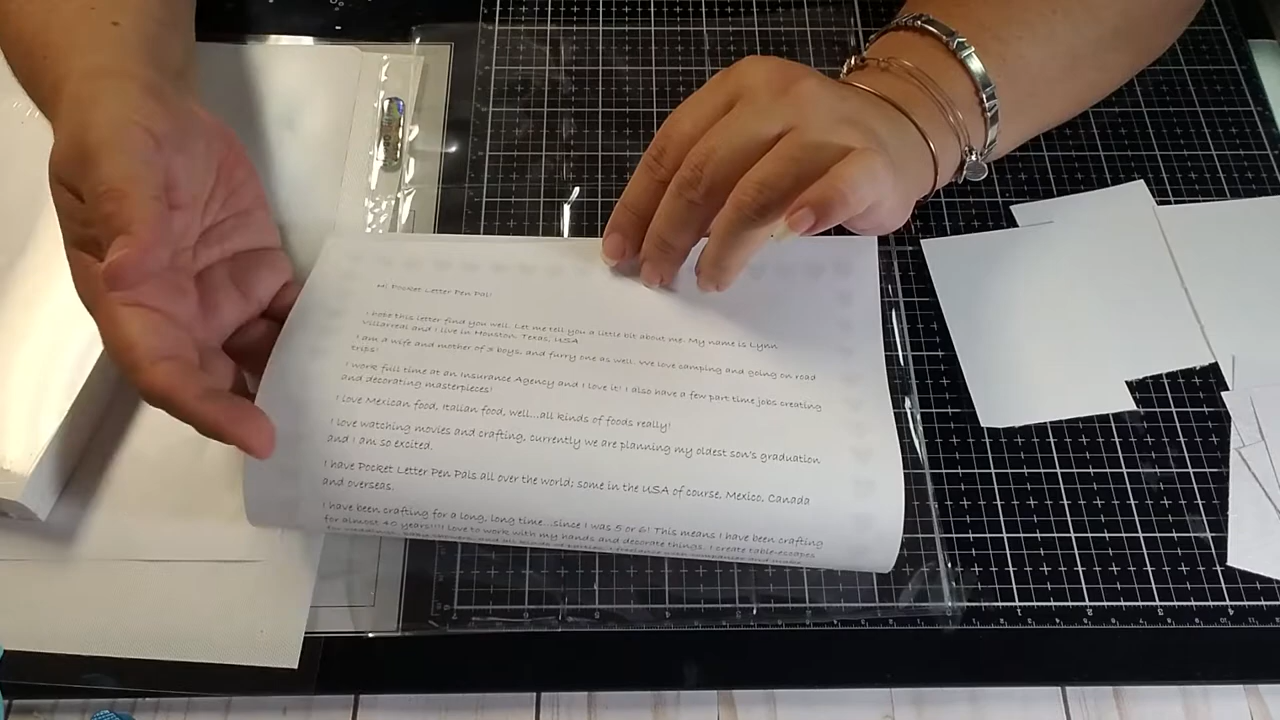 Hi Pocket Letter Pen Pal!
I hope this letter find you well. Let me tell you a little bit about me. My name is Lynn
Villarreal and I live in Houston, Texas, USA
I am a wife and mother of 3 boys, and furry one as well. We love camping and going on road
trips!
I work full time at an Insurance Agency and I love it! I also have a few part time jobs creating
and decorating masterpieces!
I love Mexican food, Italian food, well...all kinds of foods really!
I love watching movies and crafting, currently we are planning my oldest son's graduation
and I am so excited.
I have Pocket Letter Pen Pals all over the world; some in the USA of course, Mexico, Canada
and overseas.
I have been crafting for a long, long time...since I was 5 or 6! This means I have been crafting
for almost 40 years!!!! I love to work with my hands and decorate things. I create table-escapes